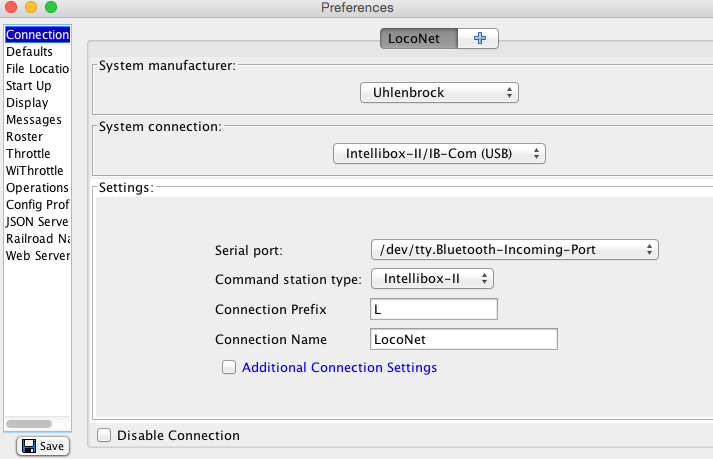 Preferences
Connection
Defaults
File Locatio
Start Up
Display
Messages
Roster
Throttle
WiThrottle
Operations
Config Prof
JSON Serve
Railroad Na
Web Server
Save
LocoNet
System manufacturer:
Uhlenbrock
System connection:
Intellibox-II/IB-Com (USB)
Settings:
Serial port: /dev/tty.Bluetooth-Incoming-Port
Command station type: Intellibox-II
Connection Prefix L
Connection Name LocoNet
Additional Connection Settings
Disable Connection